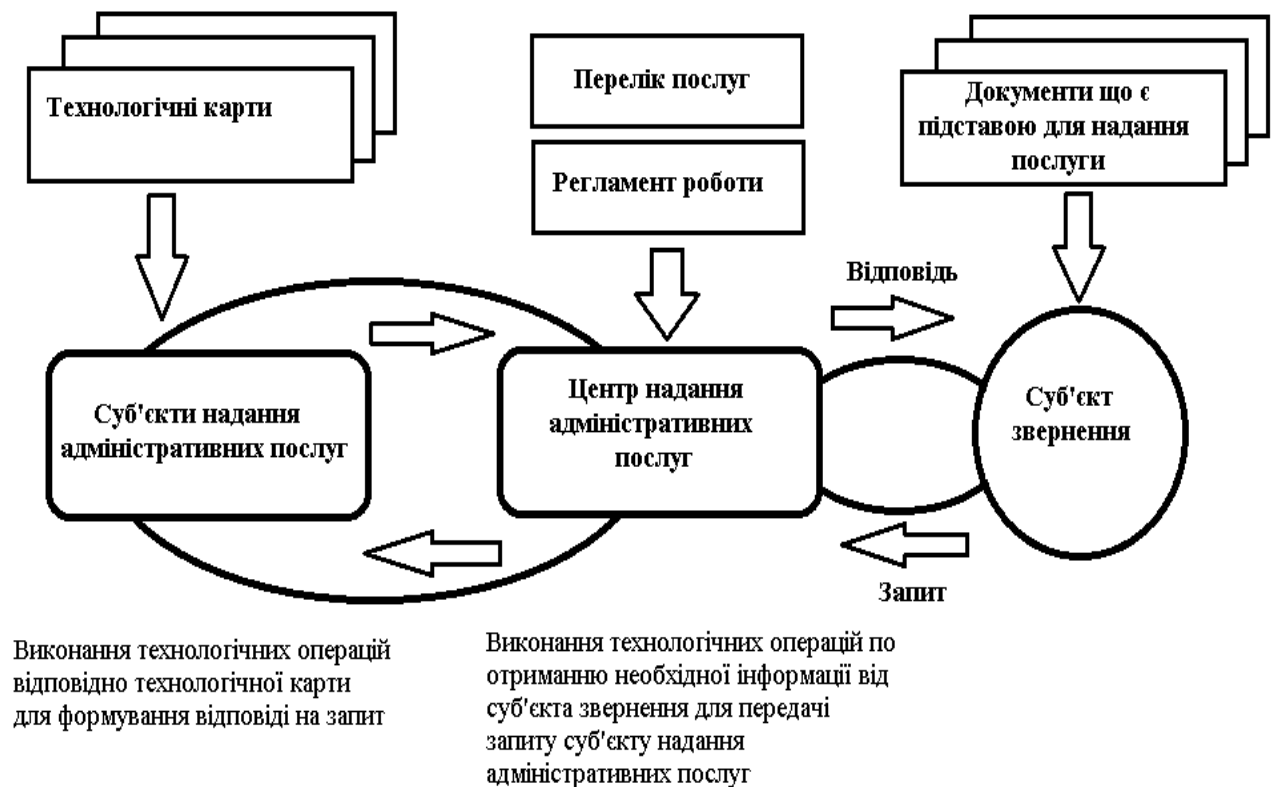 Технологічні карти
Перелік послуг
Регламент роботи
Документи що є
підставою для надання
послуги
Відповідь
Суб'єкти надання
адміністративних послуг
Центр надання
адміністративних
послуг
Суб'єкт
звернення
Запит
Виконання технологічних операцій
відповідно технологічної карти
для формування відповіді на запит
Виконання технологічних операцій по
отриманню необхідної інформації від
суб'єкта звернення для передачі
запиту суб'єкту надання
адміністративних послуг